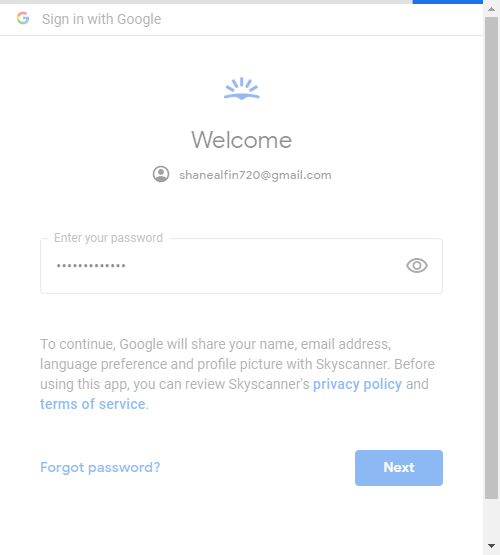 Sign in with Google
Welcome
shanealfin720@gmail.com
Enter your password
•••••••••••••
To continue, Google will share your name, email address,
language preference and profile picture with Skyscanner. Before
using this app, you can review Skyscanner's privacy policy and
terms of service.
Forgot password?
Next